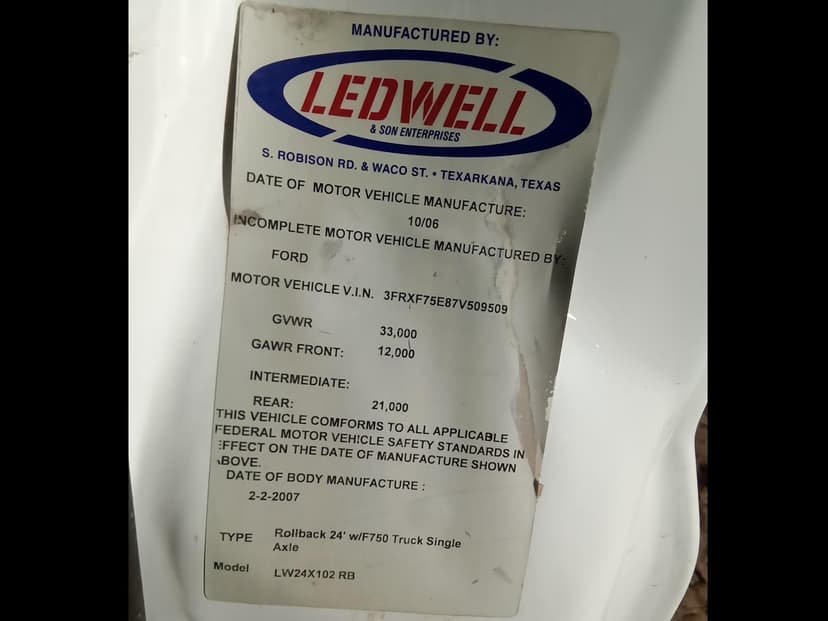 MANUFACTURED BY:
LEDWELL
& SON ENTERPRISES
S. ROBISON RD. & WACO ST. • TEXARKANA, TEXAS
DATE OF MOTOR VEHICLE MANUFACTURE:
10/06
INCOMPLETE MOTOR VEHICLE MANUFACTURED BY:
FORD
MOTOR VEHICLE V.I.N. 3FRXF75E87V509509
GVWR 33,000
GAWR FRONT: 12,000
INTERMEDIATE:
REAR: 21,000
THIS VEHICLE COMFORMS TO ALL APPLICABLE
FEDERAL MOTOR VEHICLE SAFETY STANDARDS IN
EFFECT ON THE DATE OF MANUFACTURE SHOWN
ABOVE.
DATE OF BODY MANUFACTURE :
2-2-2007
TYPE Rollback 24' w/F750 Truck Single
Axle
Model LW24X102 RB